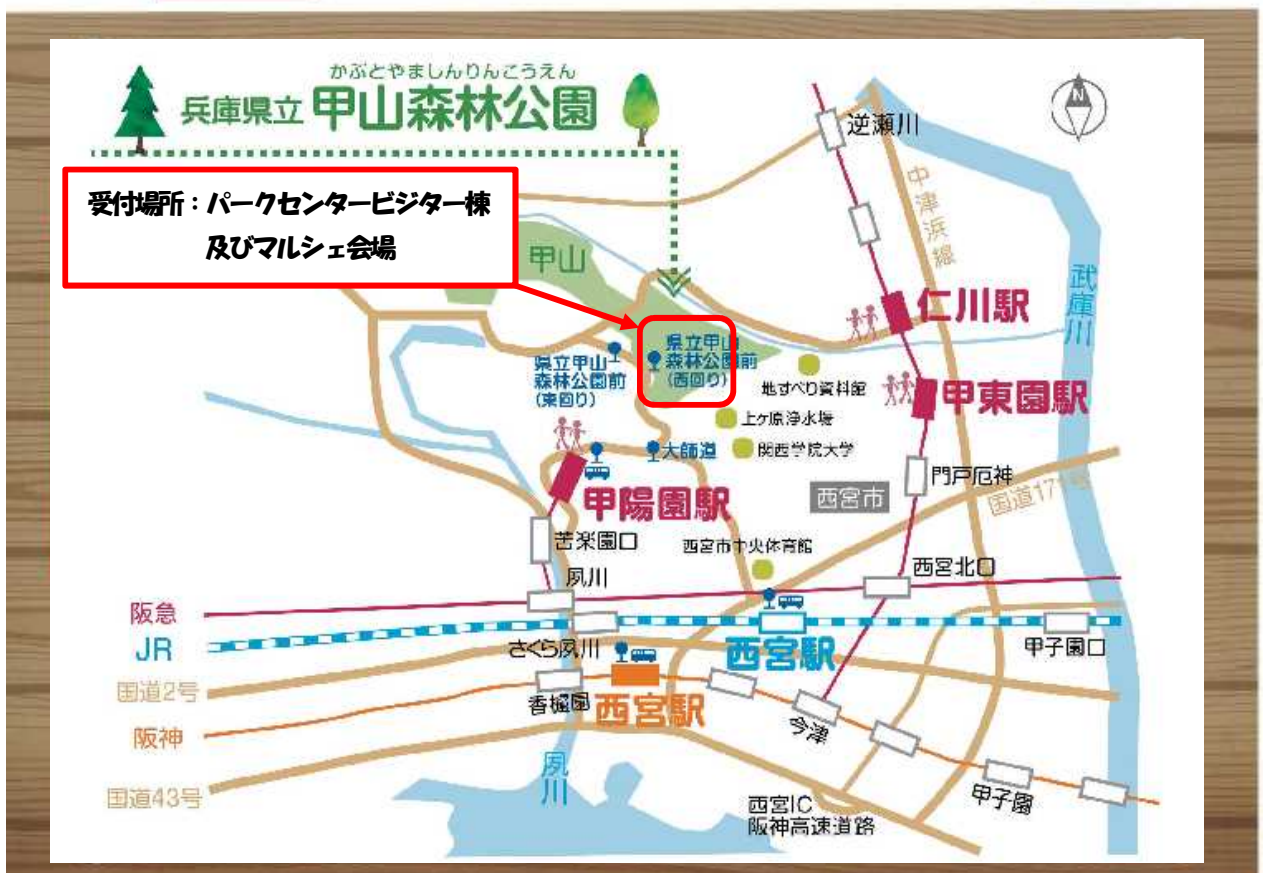 かぶとやましんりんこうえん
兵庫県立 甲山森林公園
N
受付場所：パークセンタービジター棟
及びマルシェ会場
逆瀬川
中津浜線
武庫川
甲山
仁川駅
県立甲山
森林公園前
(西回り)
県立甲山
森林公園前
(東回り)
地すべり資料館
甲東園駅
上ケ原浄水場
大師道
関西学院大学
門戸厄神
国道171号
甲陽園駅
西宮市
苦楽園口
西宮市中央体育館
夙川
西宮北口
阪急
JR
さくら夙川
西宮駅
甲子園口
国道2号
香櫨園
西宮駅
阪神
今津
夙川
国道43号
甲子園
西宮IC
阪神高速道路